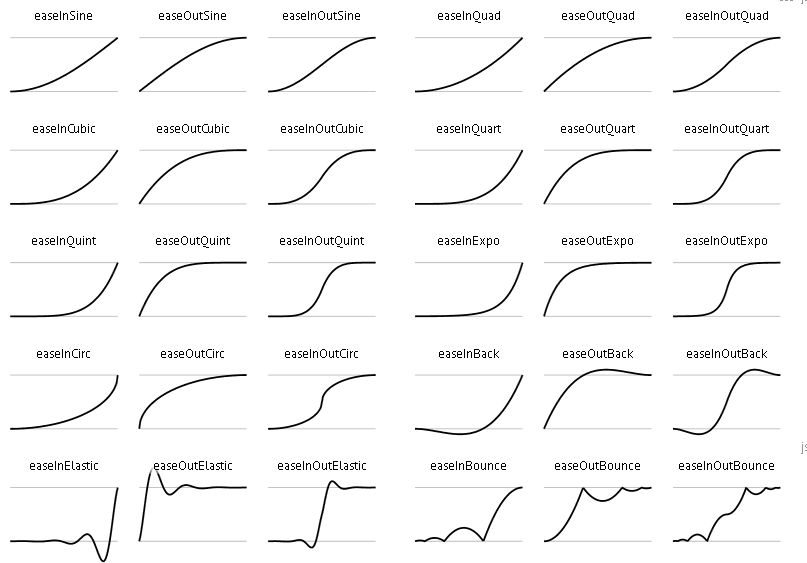 easeInSine easeOutSine easeInOutSine easeInQuad easeOutQuad easeInOutQuad
easeInCubic easeOutCubic easeInOutCubic easeInQuart easeOutQuart easeInOutQuart
easeInQuint easeOutQuint easeInOutQuint easeInExpo easeOutExpo easeInOutExpo
easeInCirc easeOutCirc easeInOutCirc easeInBack easeOutBack easeInOutBack
easeInElastic easeOutElastic easeInOutElastic easeInBounce easeOutBounce easeInOutBounce